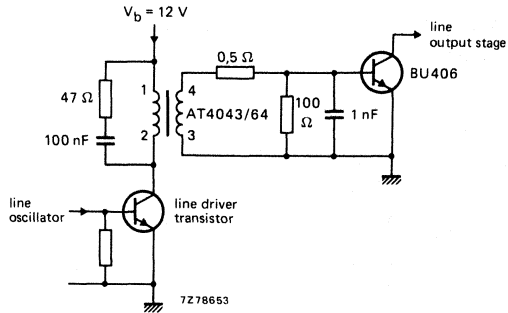 V_b = 12 V
line
output stage
0,5 Ω
BU406
47 Ω
1
4
100
Ω
1 nF
AT4043/64
100 nF
2
3
line
oscillator
line driver
transistor
7Z78653